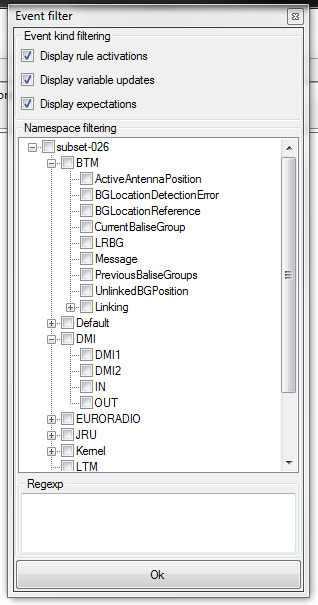 Event filter
Event kind filtering
Display rule activations
Display variable updates
Display expectations
Namespace filtering
subset-026
BTM
ActiveAntennaPosition
BGLocationDetectionError
BGLocationReference
CurrentBaliseGroup
LRBG
Message
PreviousBaliseGroups
UnlinkedBGPosition
Linking
Default
DMI
DMI1
DMI2
IN
OUT
EURORADIO
JRU
Kernel
LTM
Regexp
Ok